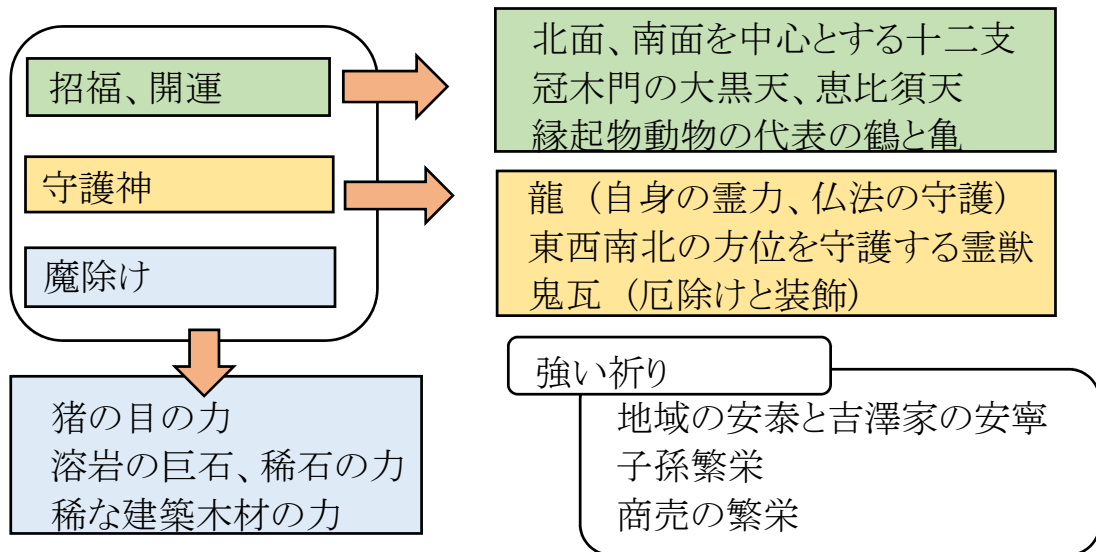 招福、開運
守護神
魔除け
北面、南面を中心とする十二支
冠木門の大黒天、恵比須天
縁起物動物の代表の鶴と亀
龍（自身の霊力、仏法の守護）
東西南北の方位を守護する霊獣
鬼瓦（厄除けと装飾）
猪の目の力
溶岩の巨石、稀石の力
稀な建築木材の力
強い祈り
地域の安泰と吉澤家の安寧
子孫繁栄
商売の繁栄